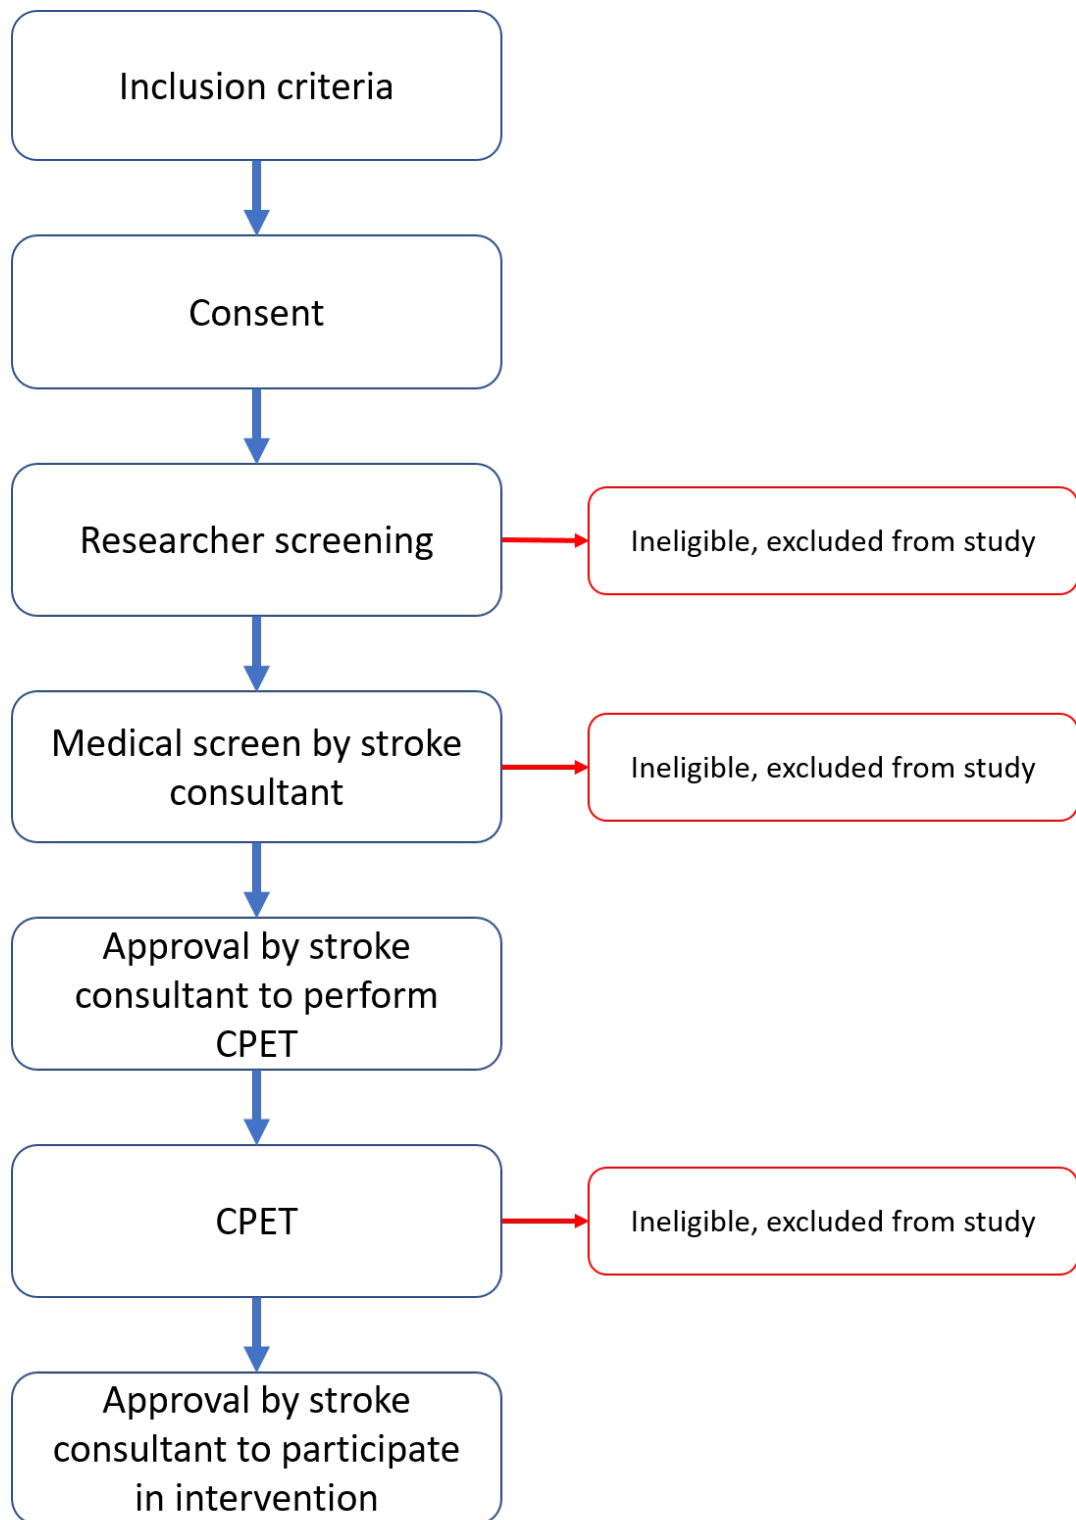 Inclusion criteria
Consent
Researcher screening
Ineligible, excluded from study
Medical screen by stroke
consultant
Ineligible, excluded from study
Approval by stroke
consultant to perform
CPET
CPET
Ineligible, excluded from study
Approval by stroke
consultant to participate
in intervention